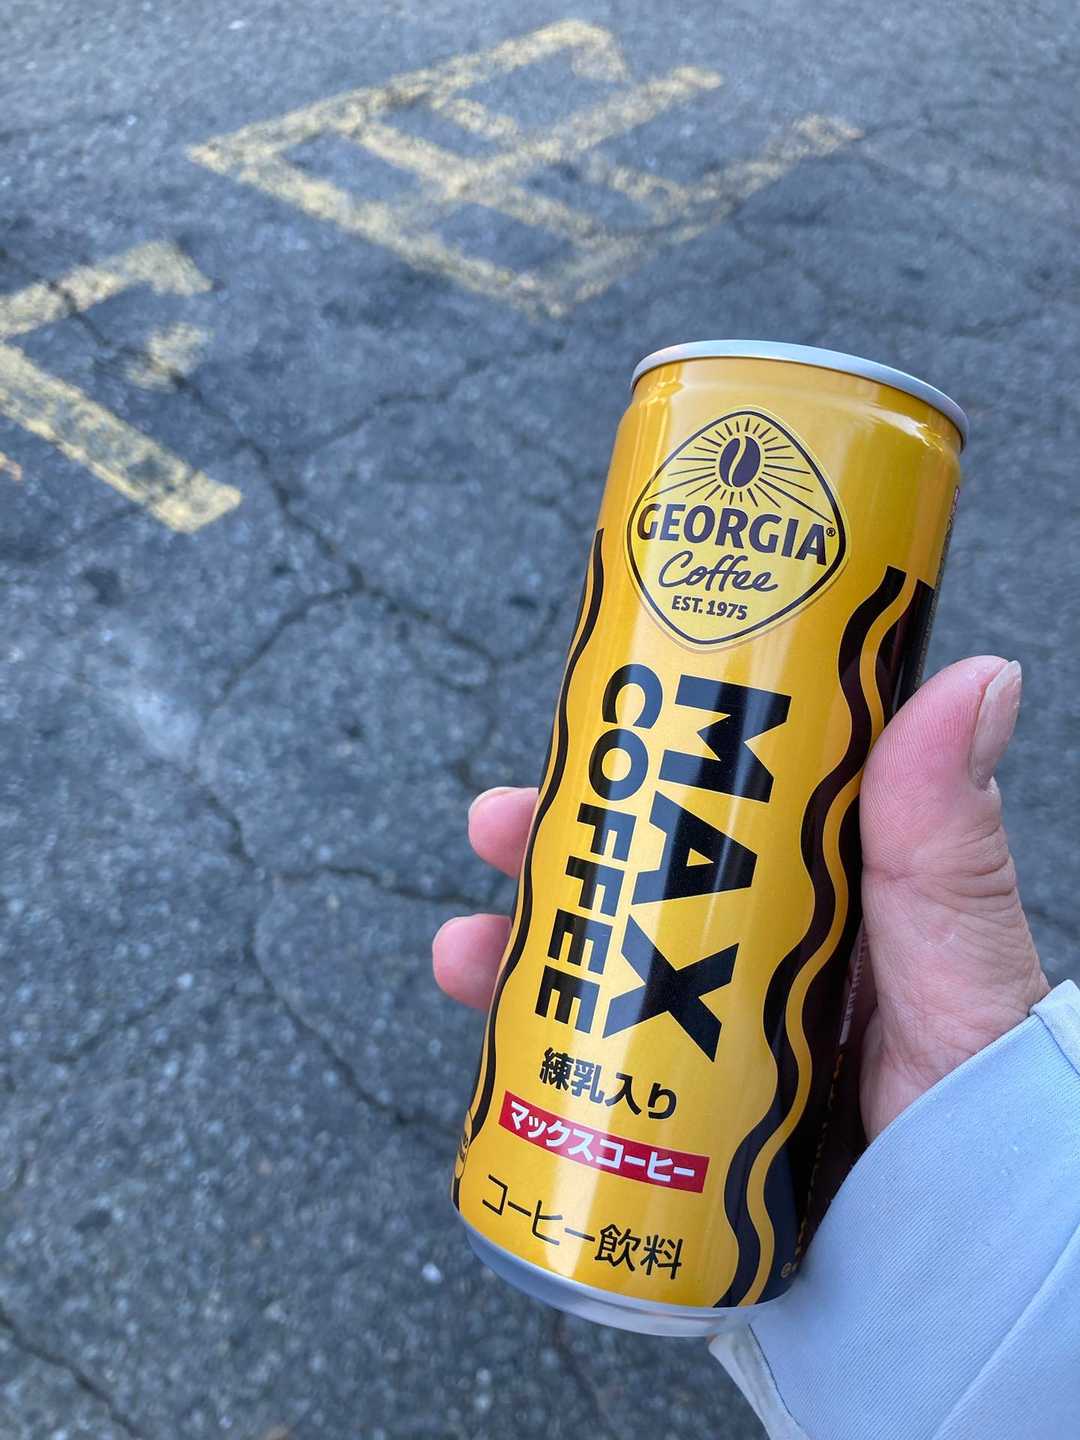 GEORGIA®
Coffee
EST. 1975
MAX
COFFEE
練乳入り
マックスコーヒー
コーヒー飲料